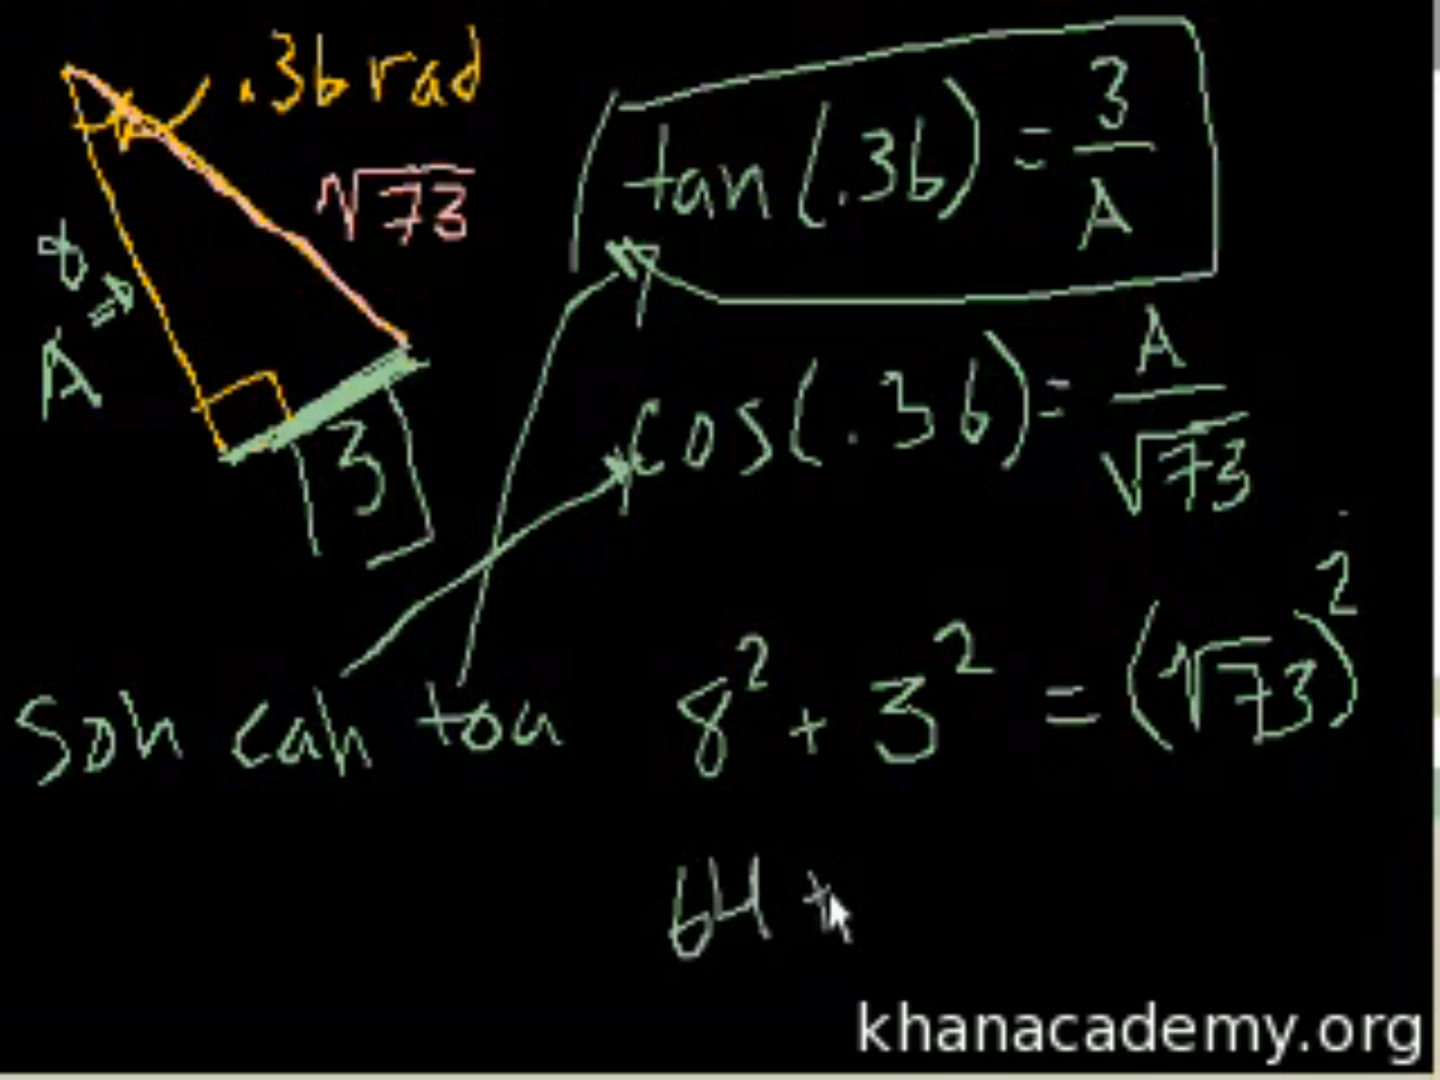 .36 rad
√73
8
A
3
tan(.36) = 3/A
cos(.36) = A/√73
Soh cah toa
8² + 3² = (√73)²
64 +
khanacademy.org